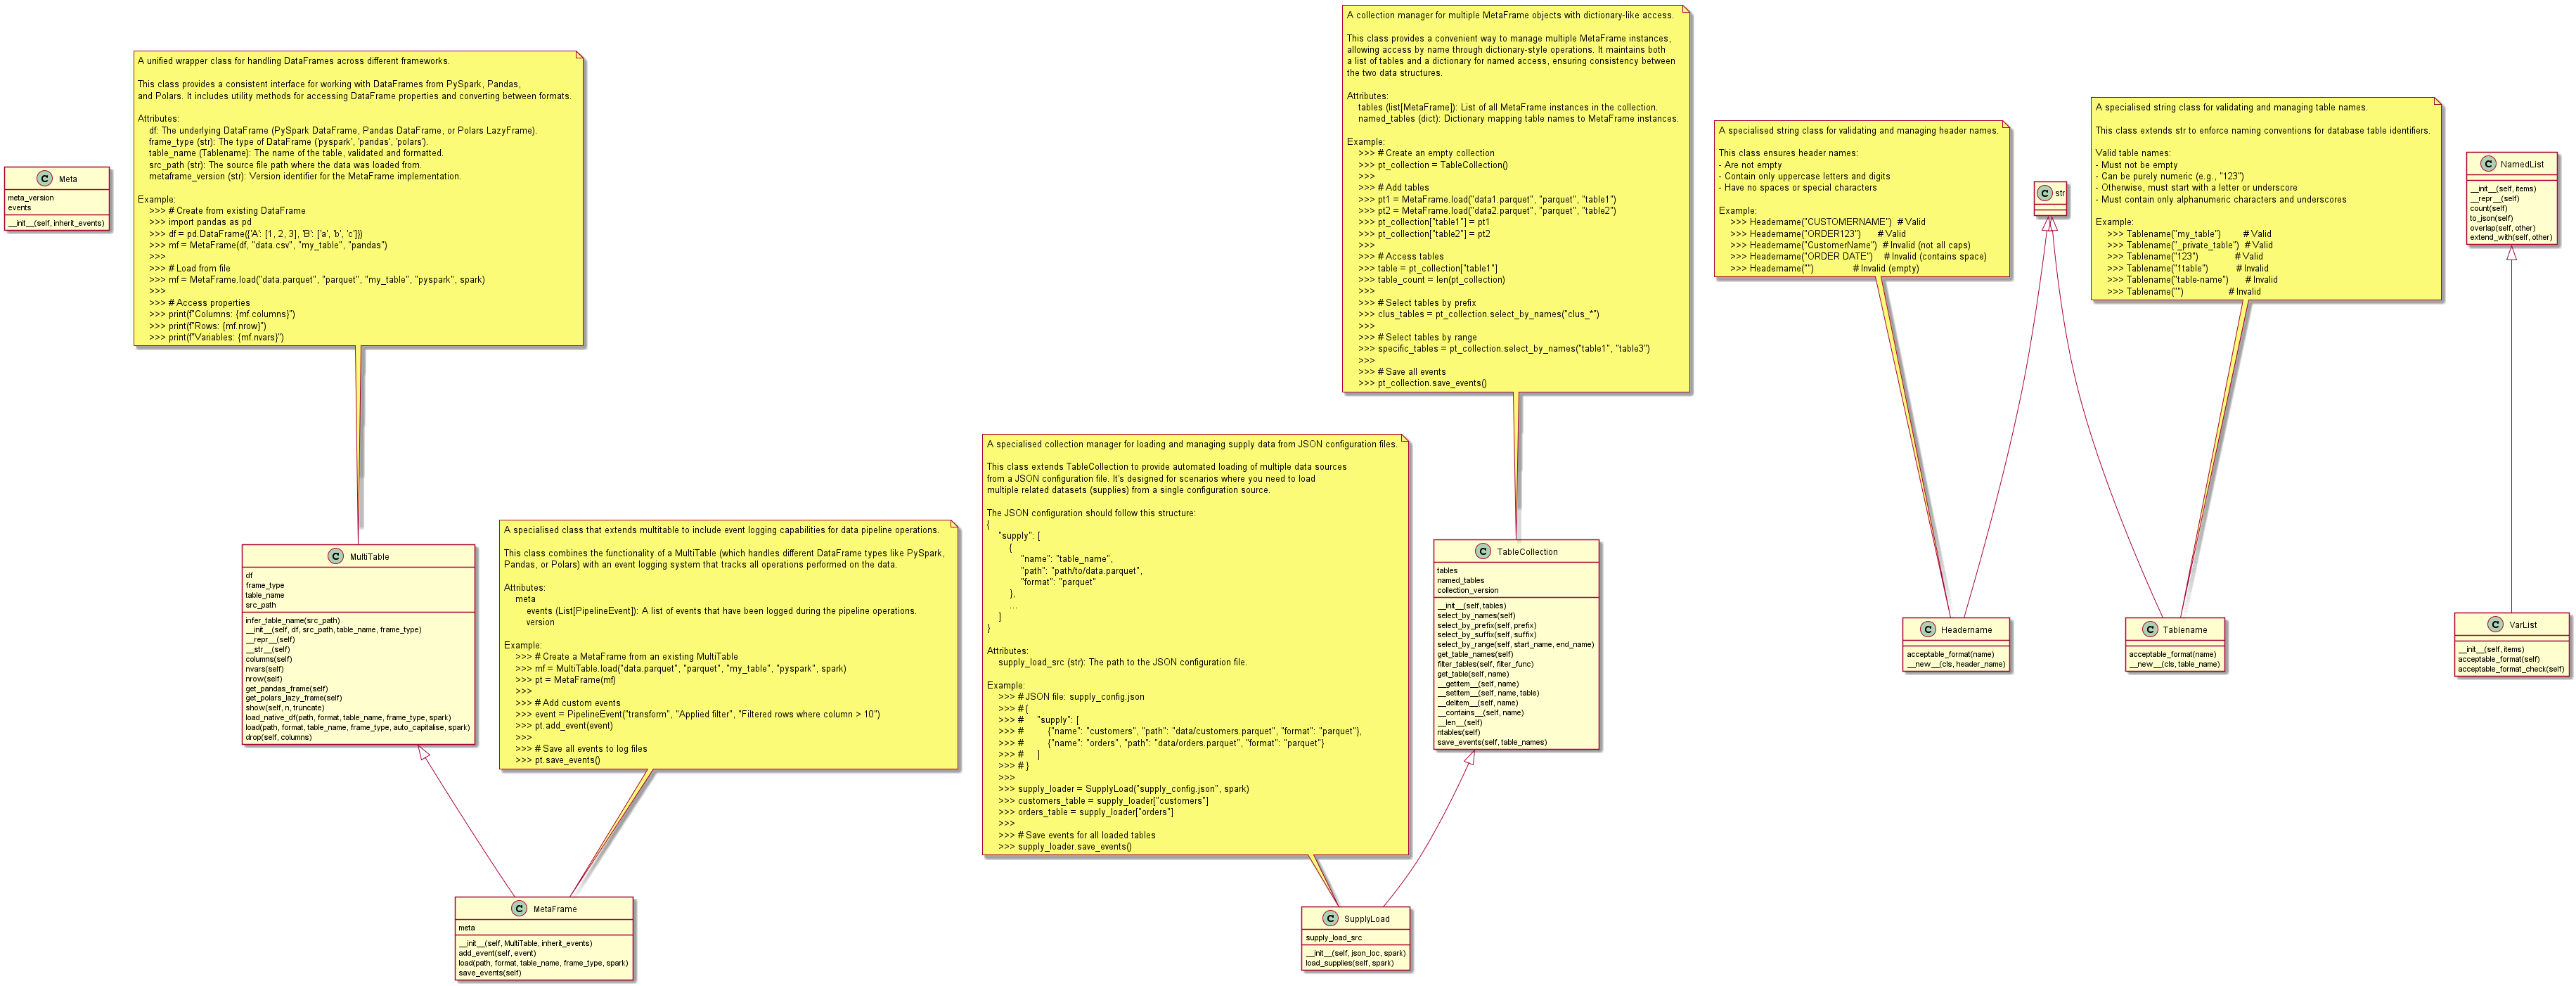 C Meta
meta_version
events
__init__(self, inherit_events)
A unified wrapper class for handling DataFrames across different frameworks.
This class provides a consistent interface for working with DataFrames from PySpark, Pandas,
and Polars. It includes utility methods for accessing DataFrame properties and converting between formats.
Attributes:
df: The underlying DataFrame (PySpark DataFrame, Pandas DataFrame, or Polars LazyFrame).
frame_type (str): The type of DataFrame ('pyspark', 'pandas', 'polars').
table_name (Tablename): The name of the table, validated and formatted.
src_path (str): The source file path where the data was loaded from.
metaframe_version (str): Version identifier for the MetaFrame implementation.
Example:
>>> # Create from existing DataFrame
>>> import pandas as pd
>>> df = pd.DataFrame({'A': [1, 2, 3], 'B': ['a', 'b', 'c']})
>>> mf = MetaFrame(df, "data.csv", "my_table", "pandas")
>>>
>>> # Load from file
>>> mf = MetaFrame.load("data.parquet", "parquet", "my_table", "pyspark", spark)
>>>
>>> # Access properties
>>> print(f"Columns: {mf.columns}")
>>> print(f"Rows: {mf.nrow}")
>>> print(f"Variables: {mf.nvars}")
C MultiTable
df
frame_type
table_name
src_path
infer_table_name(src_path)
__init__(self, df, src_path, table_name, frame_type)
__repr__(self)
__str__(self)
columns(self)
nvars(self)
nrow(self)
get_pandas_frame(self)
get_polars_lazy_frame(self)
show(self, n, truncate)
load_native_df(path, format, table_name, frame_type, spark)
load(path, format, table_name, frame_type, auto_capitalise, spark)
drop(self, columns)
A specialised class that extends multitable to include event logging capabilities for data pipeline operations.
This class combines the functionality of a MultiTable (which handles different DataFrame types like PySpark,
Pandas, or Polars) with an event logging system that tracks all operations performed on the data.
Attributes:
meta
events (List[PipelineEvent]): A list of events that have been logged during the pipeline operations.
version
Example:
>>> # Create a MetaFrame from an existing MultiTable
>>> mf = MultiTable.load("data.parquet", "parquet", "my_table", "pyspark", spark)
>>> pt = MetaFrame(mf)
>>>
>>> # Add custom events
>>> event = PipelineEvent("transform", "Applied filter", "Filtered rows where column > 10")
>>> pt.add_event(event)
>>>
>>> # Save all events to log files
>>> pt.save_events()
C MetaFrame
meta
__init__(self, MultiTable, inherit_events)
add_event(self, event)
load(path, format, table_name, frame_type, spark)
save_events(self)
A specialised collection manager for loading and managing supply data from JSON configuration files.
This class extends TableCollection to provide automated loading of multiple data sources
from a JSON configuration file. It's designed for scenarios where you need to load
multiple related datasets (supplies) from a single configuration source.
The JSON configuration should follow this structure:
{
"supply": [
{
"name": "table_name",
"path": "path/to/data.parquet",
"format": "parquet"
},
...
]
}
Attributes:
supply_load_src (str): The path to the JSON configuration file.
Example:
>>> # JSON file: supply_config.json
>>> # {
>>> # "supply": [
>>> # {"name": "customers", "path": "data/customers.parquet", "format": "parquet"},
>>> # {"name": "orders", "path": "data/orders.parquet", "format": "parquet"}
>>> # ]
>>> # }
>>>
>>> supply_loader = SupplyLoad("supply_config.json", spark)
>>> customers_table = supply_loader["customers"]
>>> orders_table = supply_loader["orders"]
>>>
>>> # Save events for all loaded tables
>>> supply_loader.save_events()
A collection manager for multiple MetaFrame objects with dictionary-like access.
This class provides a convenient way to manage multiple MetaFrame instances,
allowing access by name through dictionary-style operations. It maintains both
a list of tables and a dictionary for named access, ensuring consistency between
the two data structures.
Attributes:
tables (list[MetaFrame]): List of all MetaFrame instances in the collection.
named_tables (dict): Dictionary mapping table names to MetaFrame instances.
Example:
>>> # Create an empty collection
>>> pt_collection = TableCollection()
>>>
>>> # Add tables
>>> pt1 = MetaFrame.load("data1.parquet", "parquet", "table1")
>>> pt2 = MetaFrame.load("data2.parquet", "parquet", "table2")
>>> pt_collection["table1"] = pt1
>>> pt_collection["table2"] = pt2
>>>
>>> # Access tables
>>> table = pt_collection["table1"]
>>> table_count = len(pt_collection)
>>>
>>> # Select tables by prefix
>>> clus_tables = pt_collection.select_by_names("clus_*")
>>>
>>> # Select tables by range
>>> specific_tables = pt_collection.select_by_names("table1", "table3")
>>>
>>> # Save all events
>>> pt_collection.save_events()
C TableCollection
tables
named_tables
collection_version
__init__(self, tables)
select_by_names(self)
select_by_prefix(self, prefix)
select_by_suffix(self, suffix)
select_by_range(self, start_name, end_name)
get_table_names(self)
filter_tables(self, filter_func)
get_table(self, name)
__getitem__(self, name)
__setitem__(self, name, table)
__delitem__(self, name)
__contains__(self, name)
__len__(self)
ntables(self)
save_events(self, table_names)
C SupplyLoad
supply_load_src
__init__(self, json_loc, spark)
load_supplies(self, spark)
A specialised string class for validating and managing header names.
This class ensures header names:
- Are not empty
- Contain only uppercase letters and digits
- Have no spaces or special characters
Example:
>>> Headername("CUSTOMERNAME") # Valid
>>> Headername("ORDER123") # Valid
>>> Headername("CustomerName") # Invalid (not all caps)
>>> Headername("ORDER DATE") # Invalid (contains space)
>>> Headername("") # Invalid (empty)
C str
A specialised string class for validating and managing table names.
This class extends str to enforce naming conventions for database table identifiers.
Valid table names:
- Must not be empty
- Can be purely numeric (e.g., "123")
- Otherwise, must start with a letter or underscore
- Must contain only alphanumeric characters and underscores
Example:
>>> Tablename("my_table") # Valid
>>> Tablename("_private_table") # Valid
>>> Tablename("123") # Valid
>>> Tablename("1table") # Invalid
>>> Tablename("table-name") # Invalid
>>> Tablename("") # Invalid
C Headername
acceptable_format(name)
__new__(cls, header_name)
C Tablename
acceptable_format(name)
__new__(cls, table_name)
C NamedList
__init__(self, items)
__repr__(self)
count(self)
to_json(self)
overlap(self, other)
extend_with(self, other)
C VarList
__init__(self, items)
acceptable_format(self)
acceptable_format_check(self)